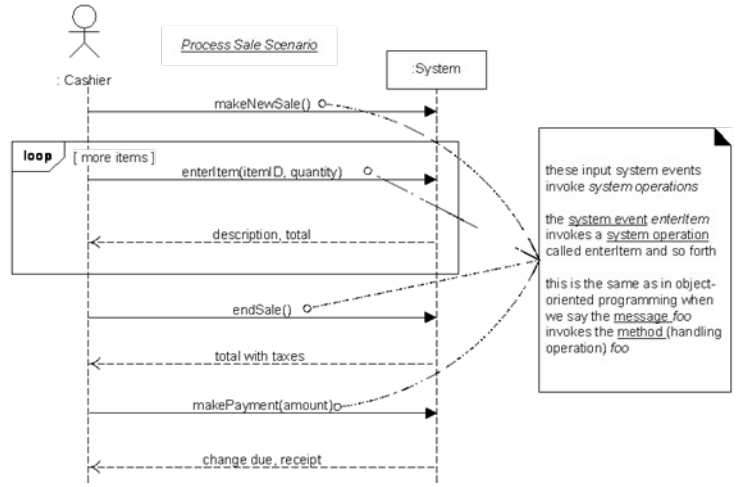 Process Sale Scenario
: Cashier
:System
makeNewSale()
loop
[ more items ]
enterItem(itemID, quantity)
description, total
endSale()
total with taxes
makePayment(amount)
change due, receipt
these input system events
invoke system operations
the system event enterItem
invokes a system operation
called enterItem and so forth
this is the same as in object-
oriented programming when
we say the message foo
invokes the method (handling
operation) foo